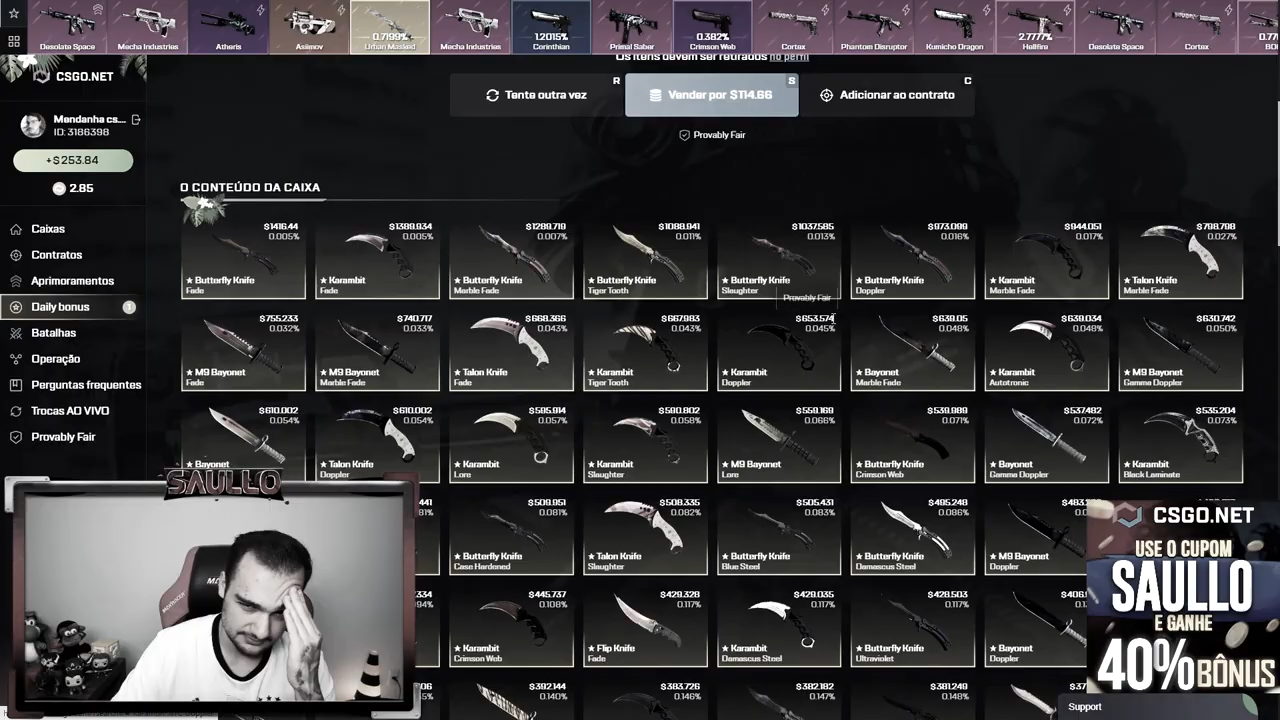 Desolate Space
Mecha Industries
Atheris
Asiimov
0.7199%
Urban Masked
Mecha Industries
1.2015%
Corinthian
Primal Saber
0.382%
Crimson Web
Cortex
Phantom Disruptor
Kumicho Dragon
2.7777%
Hellfire
Desolate Space
Cortex
CSGO.NET
Mendanha cs...
ID: 3186398
+$253.84
2.85
Caixas
Contratos
Aprimoramentos
Daily bonus
1
Batalhas
Operação
Perguntas frequentes
Trocas AO VIVO
Provably Fair
Os itens devem ser retirados no perfil
R
Tente outra vez
S
Vender por $114.66
C
Adicionar ao contrato
Provably Fair
O CONTEÚDO DA CAIXA
$1416.44
0.005%
★ Butterfly Knife
Fade
$1389.934
0.005%
★ Karambit
Fade
$1289.719
0.007%
★ Butterfly Knife
Marble Fade
$1088.941
0.011%
★ Butterfly Knife
Tiger Tooth
$1037.585
0.013%
★ Butterfly Knife
Slaughter
$973.099
0.016%
★ Butterfly Knife
Doppler
$944.051
0.017%
★ Karambit
Marble Fade
$798.798
0.027%
★ Talon Knife
Marble Fade
Provably Fair
$755.233
0.032%
★ M9 Bayonet
Fade
$740.717
0.033%
★ M9 Bayonet
Marble Fade
$668.366
0.043%
★ Talon Knife
Fade
$667.983
0.043%
★ Karambit
Tiger Tooth
$653.574
0.045%
★ Karambit
Doppler
$639.05
0.048%
★ Bayonet
Marble Fade
$639.034
0.048%
★ Karambit
Autotronic
$630.742
0.050%
★ M9 Bayonet
Gamma Doppler
$610.002
0.054%
★ Bayonet
$610.002
0.054%
★ Talon Knife
Doppler
$595.914
0.057%
★ Karambit
Lore
$590.802
0.058%
★ Karambit
Slaughter
$559.169
0.066%
★ M9 Bayonet
Lore
$539.989
0.071%
★ Butterfly Knife
Crimson Web
$537.482
0.072%
★ Bayonet
Gamma Doppler
$535.204
0.073%
★ Karambit
Black Laminate
$509.951
0.081%
★ Butterfly Knife
Case Hardened
$508.335
0.082%
★ Talon Knife
Slaughter
$505.431
0.083%
★ Butterfly Knife
Blue Steel
$495.248
0.086%
★ Butterfly Knife
Damascus Steel
★ M9 Bayonet
Doppler
$445.737
0.108%
★ Karambit
Crimson Web
$429.328
0.117%
★ Flip Knife
Fade
$429.035
0.117%
★ Karambit
Damascus Steel
$428.503
0.117%
★ Butterfly Knife
Ultraviolet
★ Bayonet
Doppler
$392.144
0.140%
$383.726
0.146%
$382.182
0.147%
$381.249
0.148%
SAULLO
CSGO.NET
USE O CUPOM
SAULLO
E GANHE
40% BÔNUS
Support